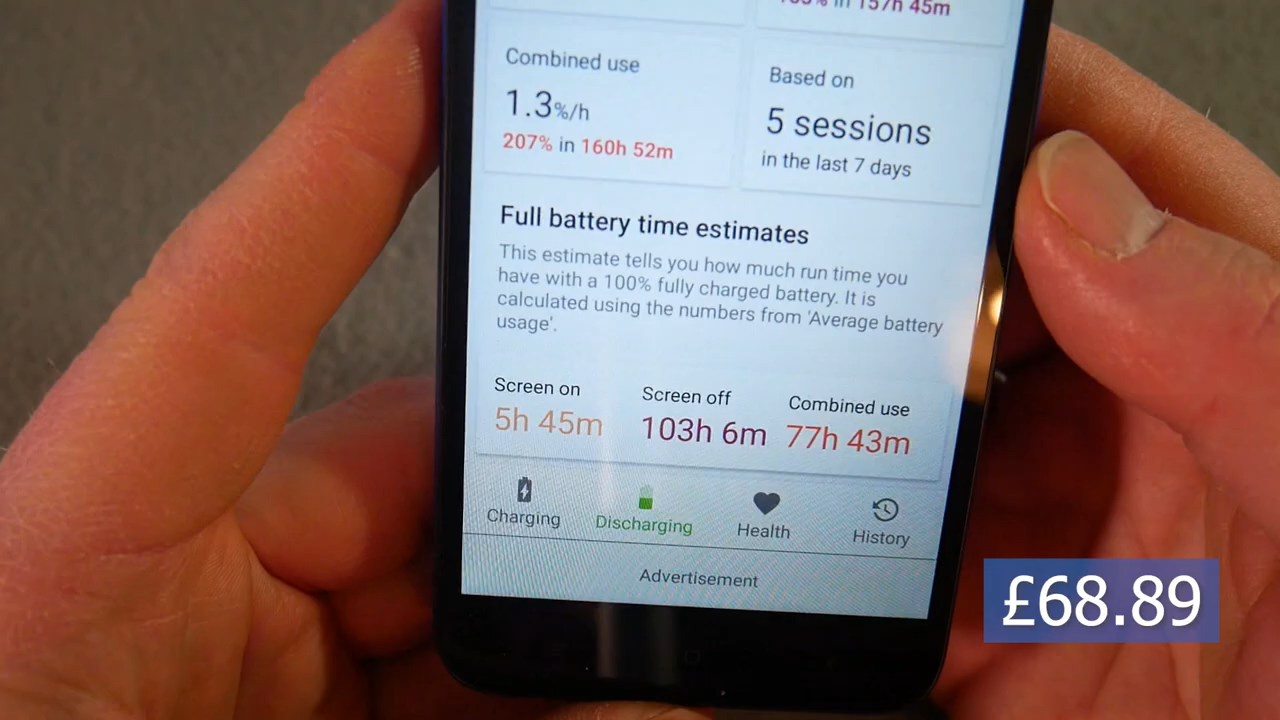 in 157h 45m
Combined use
1.3%/h
207% in 160h 52m
Based on
5 sessions
in the last 7 days
Full battery time estimates
This estimate tells you how much run time you
have with a 100% fully charged battery. It is
calculated using the numbers from 'Average battery
usage'.
Screen on
Screen off
Combined use
5h 45m
103h 6m
77h 43m
Charging
Discharging
Health
History
Advertisement
£68.89